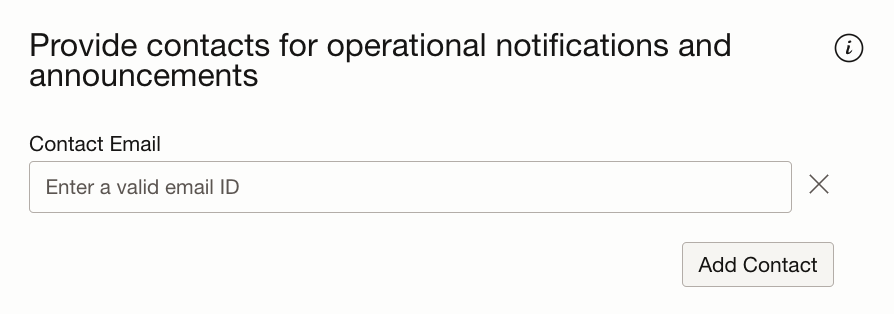 Provide contacts for operational notifications and
announcements
i
Contact Email
Enter a valid email ID
Add Contact